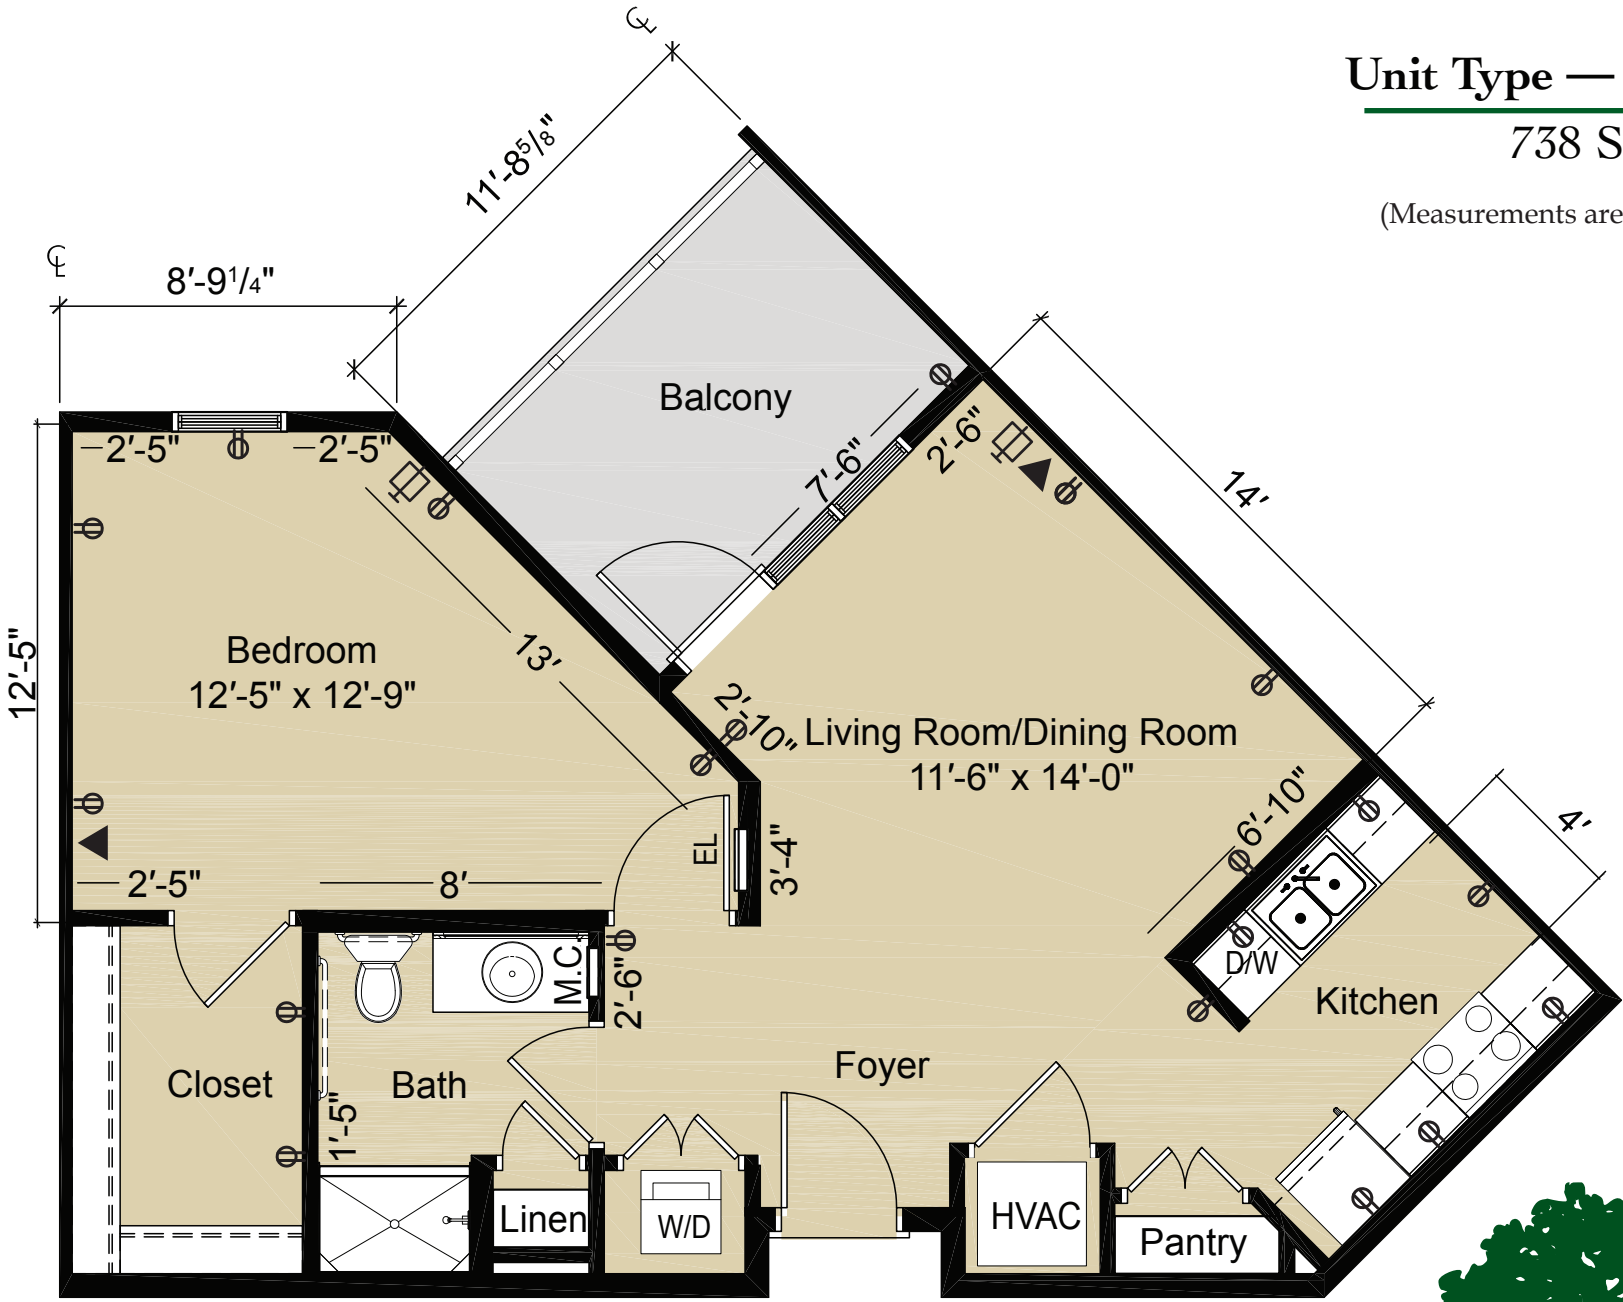 Unit Type —
738 S
(Measurements are
℄
11′-8⁵/₈"
℄
8′-9¹/₄"
Balcony
14′
2′-6"
7′-6"
2′-5"
2′-5"
12′-5"
13′
Bedroom
12′-5" x 12'-9"
2′-10"
Living Room/Dining Room
11'-6" x 14'-0"
6′-10"
4′
EL
3′-4"
2′-5"
8′
M.C.
2′-6"
D/W
Kitchen
Foyer
Closet
Bath
1′-5"
Linen
W/D
HVAC
Pantry